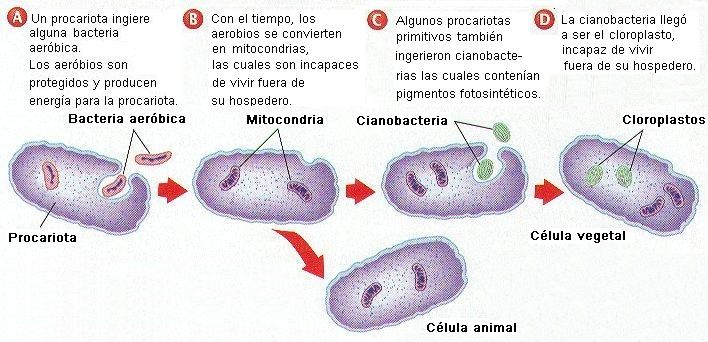 A Un procariota ingiere
alguna bacteria
aeróbica.
Los aeróbios son
protegidos y producen
energía para la procariota.
B Con el tiempo, los
aerobios se convierten
en mitocondrias,
las cuales son incapaces
de vivir fuera de
su hospedero.
C Algunos procariotas
primitivos también
ingerieron cianobacte-
rias las cuales contenían
pigmentos fotosintéticos.
D La cianobacteria llegó
a ser el cloroplasto,
incapaz de vivir
fuera de su hospedero.
Bacteria aeróbica
Mitocondria
Cianobacteria
Cloroplastos
Procariota
Célula vegetal
Célula animal